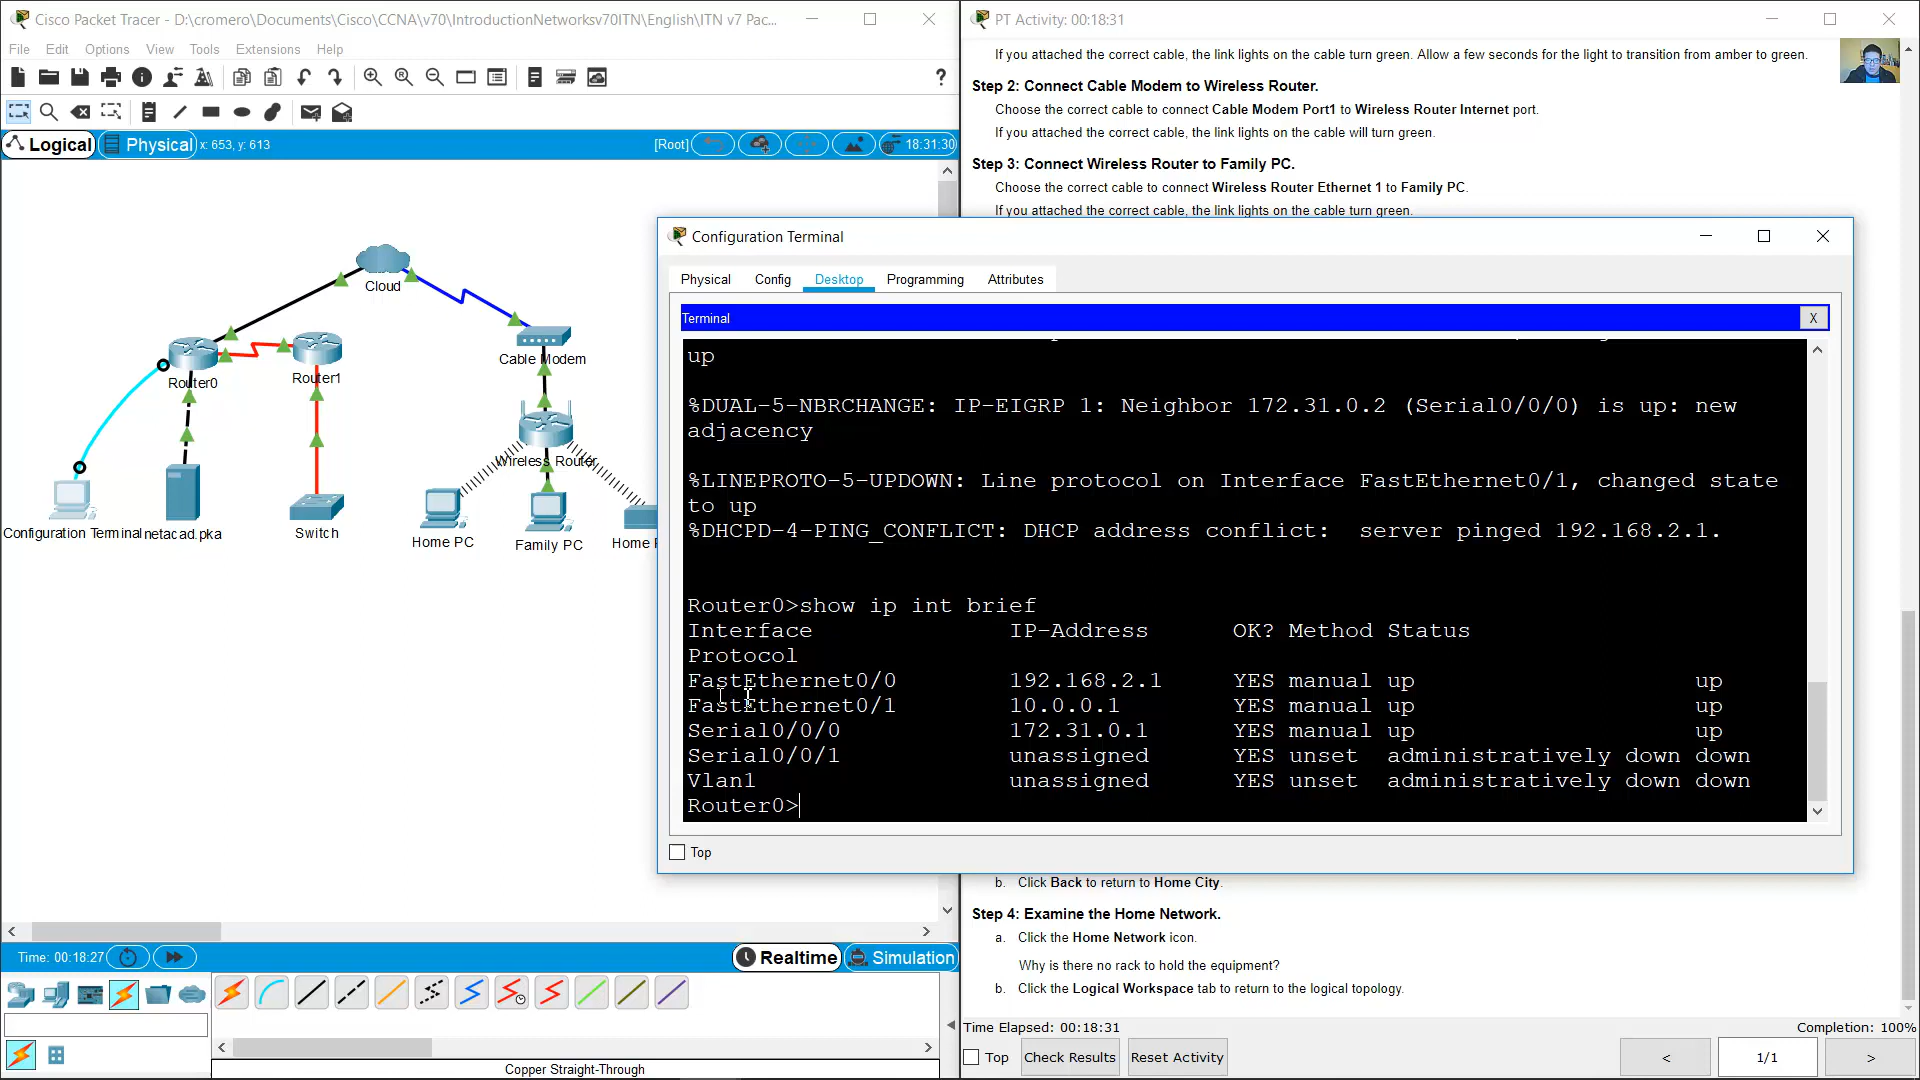 Cisco Packet Tracer - D:\cromero\Documents\Cisco\CCNA\v70\IntroductionNetworksv70ITN\English\ITN v7 Pac...
File Edit Options View Tools Extensions Help
?
Logical
Physical
x: 653, y: 613
[Root]
18:31:30
Cloud
Router0
Router1
Cable Modem
Wireless Router
Configuration Terminal
netacad.pka
Switch
Home PC
Family PC
Home
Time: 00:18:27
Realtime
Simulation
Copper Straight-Through
PT Activity: 00:18:31
If you attached the correct cable, the link lights on the cable turn green. Allow a few seconds for the light to transition from amber to green.
Step 2: Connect Cable Modem to Wireless Router.
Choose the correct cable to connect Cable Modem Port1 to Wireless Router Internet port.
If you attached the correct cable, the link lights on the cable will turn green.
Step 3: Connect Wireless Router to Family PC.
Choose the correct cable to connect Wireless Router Ethernet 1 to Family PC.
If you attached the correct cable, the link lights on the cable turn green.
Configuration Terminal
Physical Config Desktop Programming Attributes
Terminal
X
up
%DUAL-5-NBRCHANGE: IP-EIGRP 1: Neighbor 172.31.0.2 (Serial0/0/0) is up: new
adjacency
%LINEPROTO-5-UPDOWN: Line protocol on Interface FastEthernet0/1, changed state
to up
%DHCPD-4-PING_CONFLICT: DHCP address conflict:  server pinged 192.168.2.1.
Router0>show ip int brief
Interface IP-Address OK? Method Status
Protocol
FastEthernet0/0 192.168.2.1 YES manual up up
FastEthernet0/1 10.0.0.1 YES manual up up
Serial0/0/0 172.31.0.1 YES manual up up
Serial0/0/1 unassigned YES unset administratively down down
Vlan1 unassigned YES unset administratively down down
Router0>
Top
b. Click Back to return to Home City.
Step 4: Examine the Home Network.
a. Click the Home Network icon.
Why is there no rack to hold the equipment?
b. Click the Logical Workspace tab to return to the logical topology.
Time Elapsed: 00:18:31
Completion: 100%
Top
Check Results
Reset Activity
<
1/1
>